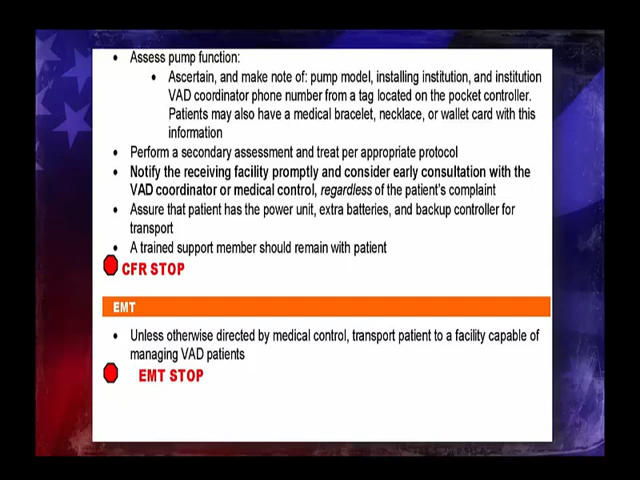 • Assess pump function:
• Ascertain, and make note of: pump model, installing institution, and institution
VAD coordinator phone number from a tag located on the pocket controller.
Patients may also have a medical bracelet, necklace, or wallet card with this
information
• Perform a secondary assessment and treat per appropriate protocol
• Notify the receiving facility promptly and consider early consultation with the
VAD coordinator or medical control, regardless of the patient's complaint
• Assure that patient has the power unit, extra batteries, and backup controller for
transport
• A trained support member should remain with patient
CFR STOP
EMT
• Unless otherwise directed by medical control, transport patient to a facility capable of
managing VAD patients
EMT STOP